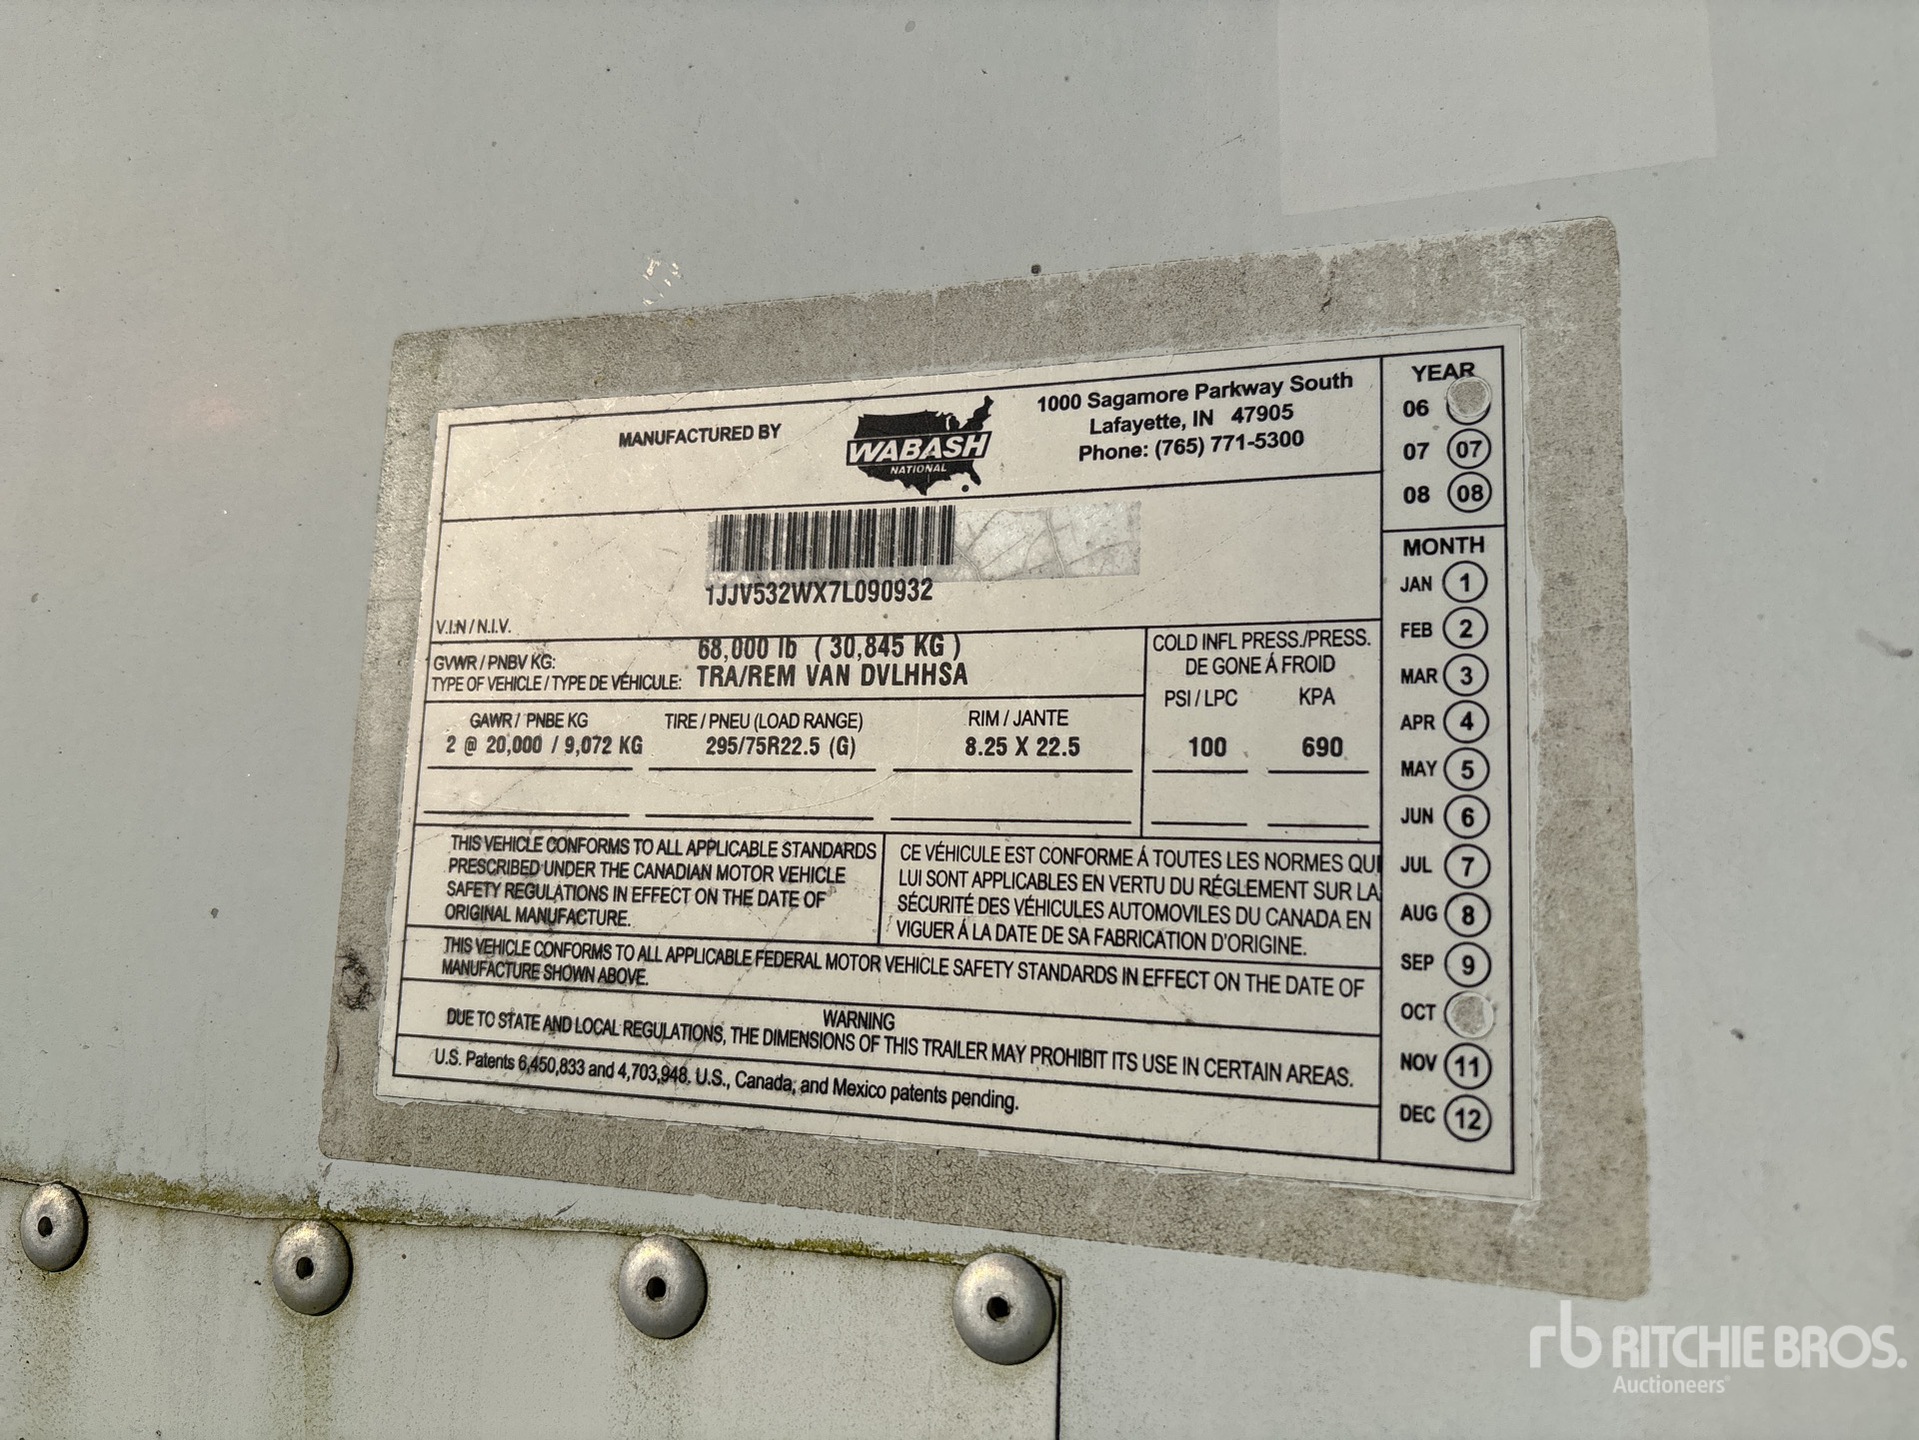 MANUFACTURED BY
WABASH
NATIONAL
1000 Sagamore Parkway South
Lafayette, IN 47905
Phone: (765) 771-5300
1JJV532WX7L090932
V.I.N / N.I.V.
GVWR / PNBV KG: 68,000 lb ( 30,845 KG )
TYPE OF VEHICLE / TYPE DE VÉHICULE: TRA/REM VAN DVLHHSA
COLD INFL PRESS./PRESS.
DE GONE Á FROID
PSI / LPC KPA
GAWR / PNBE KG TIRE / PNEU (LOAD RANGE) RIM / JANTE
2 @ 20,000 / 9,072 KG 295/75R22.5 (G) 8.25 X 22.5 100 690
THIS VEHICLE CONFORMS TO ALL APPLICABLE STANDARDS
PRESCRIBED UNDER THE CANADIAN MOTOR VEHICLE
SAFETY REGULATIONS IN EFFECT ON THE DATE OF
ORIGINAL MANUFACTURE.
CE VÉHICULE EST CONFORME Á TOUTES LES NORMES QUI
LUI SONT APPLICABLES EN VERTU DU RÉGLEMENT SUR LA
SÉCURITÉ DES VÉHICULES AUTOMOVILES DU CANADA EN
VIGUER Á LA DATE DE SA FABRICATION D'ORIGINE.
THIS VEHICLE CONFORMS TO ALL APPLICABLE FEDERAL MOTOR VEHICLE SAFETY STANDARDS IN EFFECT ON THE DATE OF
MANUFACTURE SHOWN ABOVE.
WARNING
DUE TO STATE AND LOCAL REGULATIONS, THE DIMENSIONS OF THIS TRAILER MAY PROHIBIT ITS USE IN CERTAIN AREAS.
U.S. Patents 6,450,833 and 4,703,948. U.S., Canada, and Mexico patents pending.
YEAR
06
07 07
08 08
MONTH
JAN 1
FEB 2
MAR 3
APR 4
MAY 5
JUN 6
JUL 7
AUG 8
SEP 9
OCT
NOV 11
DEC 12
rb RITCHIE BROS.
Auctioneers